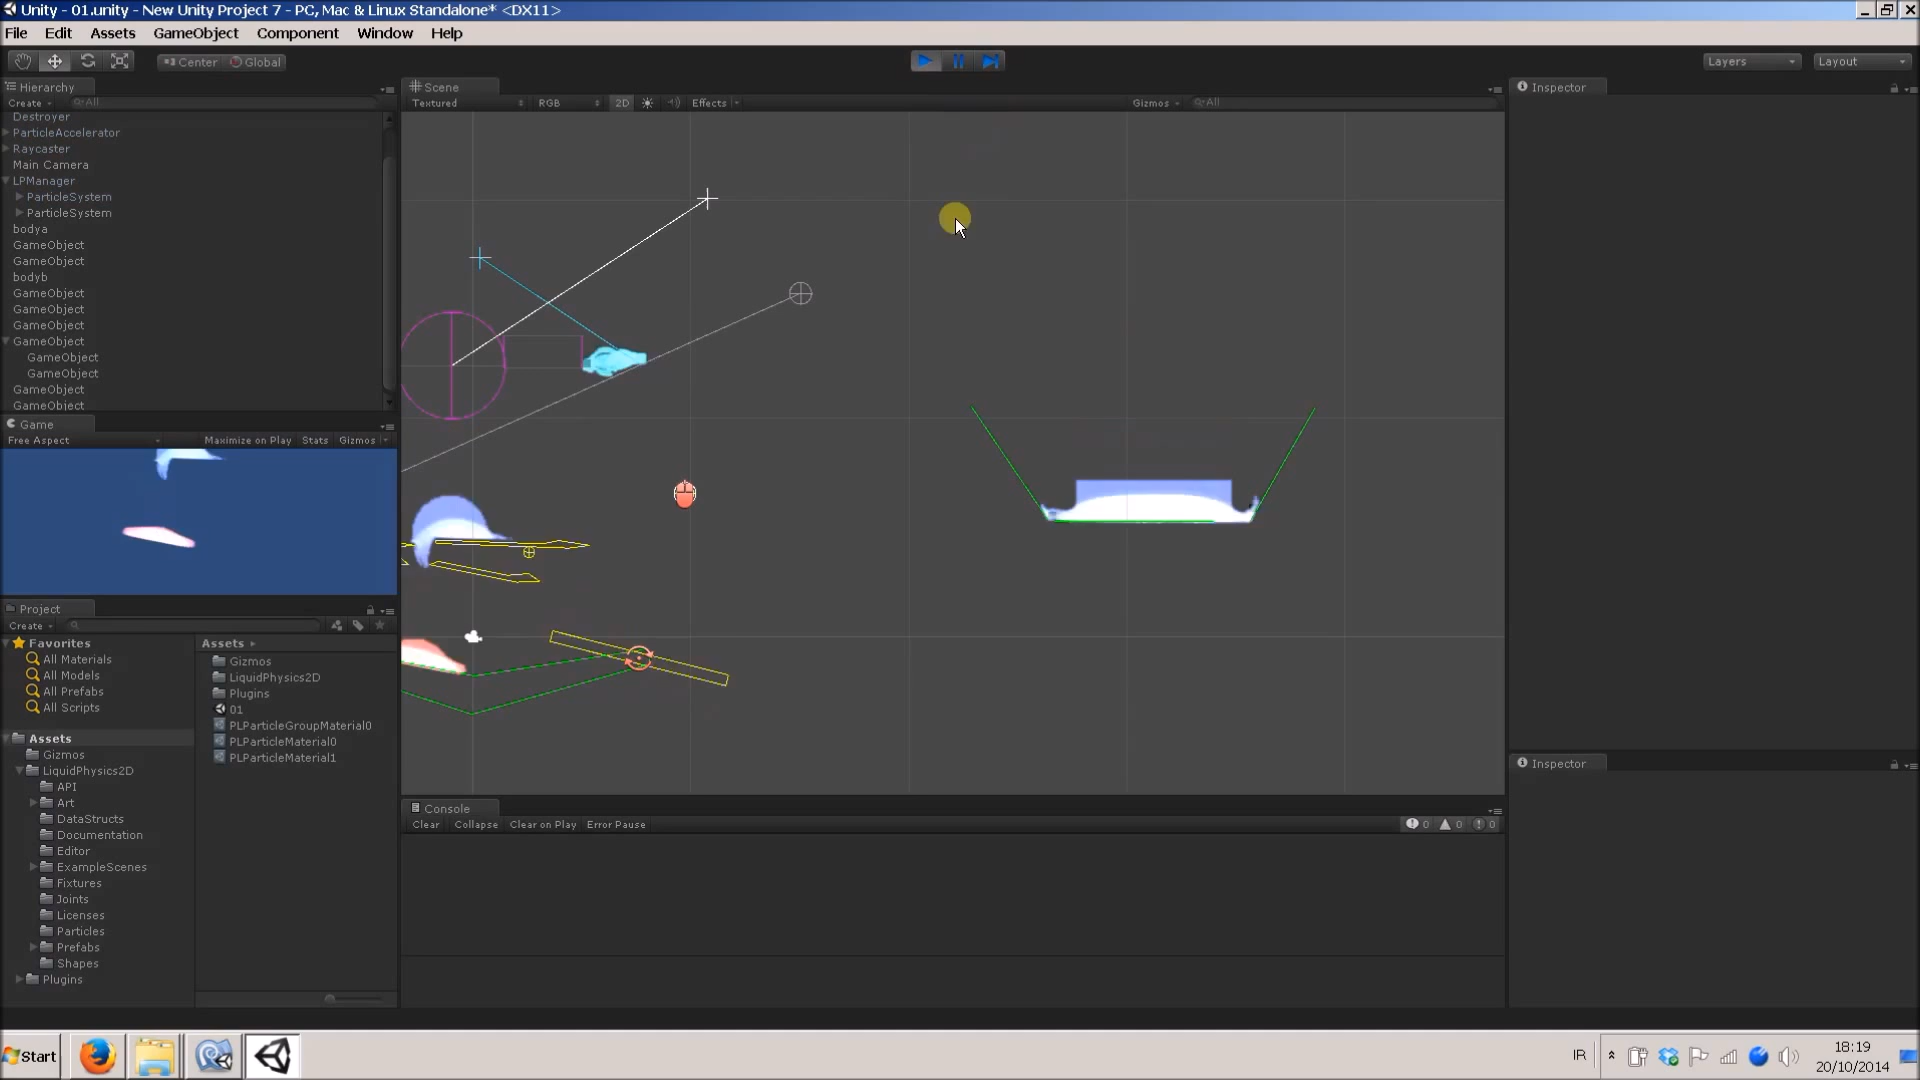 Unity - 01.unity - New Unity Project 7 - PC, Mac & Linux Standalone* <DX11>
File Edit Assets GameObject Component Window Help
Center Global Layers Layout
Hierarchy
Create All
Destroyer
ParticleAccelerator
Raycaster
Main Camera
LPManager
ParticleSystem
ParticleSystem
bodya
GameObject
GameObject
bodyb
GameObject
GameObject
GameObject
GameObject
GameObject
GameObject
GameObject
GameObject
Scene
Textured RGB 2D Effects Gizmos All
Game
Free Aspect Maximize on Play Stats Gizmos
Project
Create
Favorites
All Materials
All Models
All Prefabs
All Scripts
Assets
Gizmos
LiquidPhysics2D
API
Art
DataStructs
Documentation
Editor
ExampleScenes
Fixtures
Joints
Licenses
Particles
Prefabs
Shapes
Plugins
Assets
Gizmos
LiquidPhysics2D
Plugins
01
PLParticleGroupMaterial0
PLParticleMaterial0
PLParticleMaterial1
Console
Clear Collapse Clear on Play Error Pause 0 0 0
Inspector
Inspector
Start
IR
18:19
20/10/2014